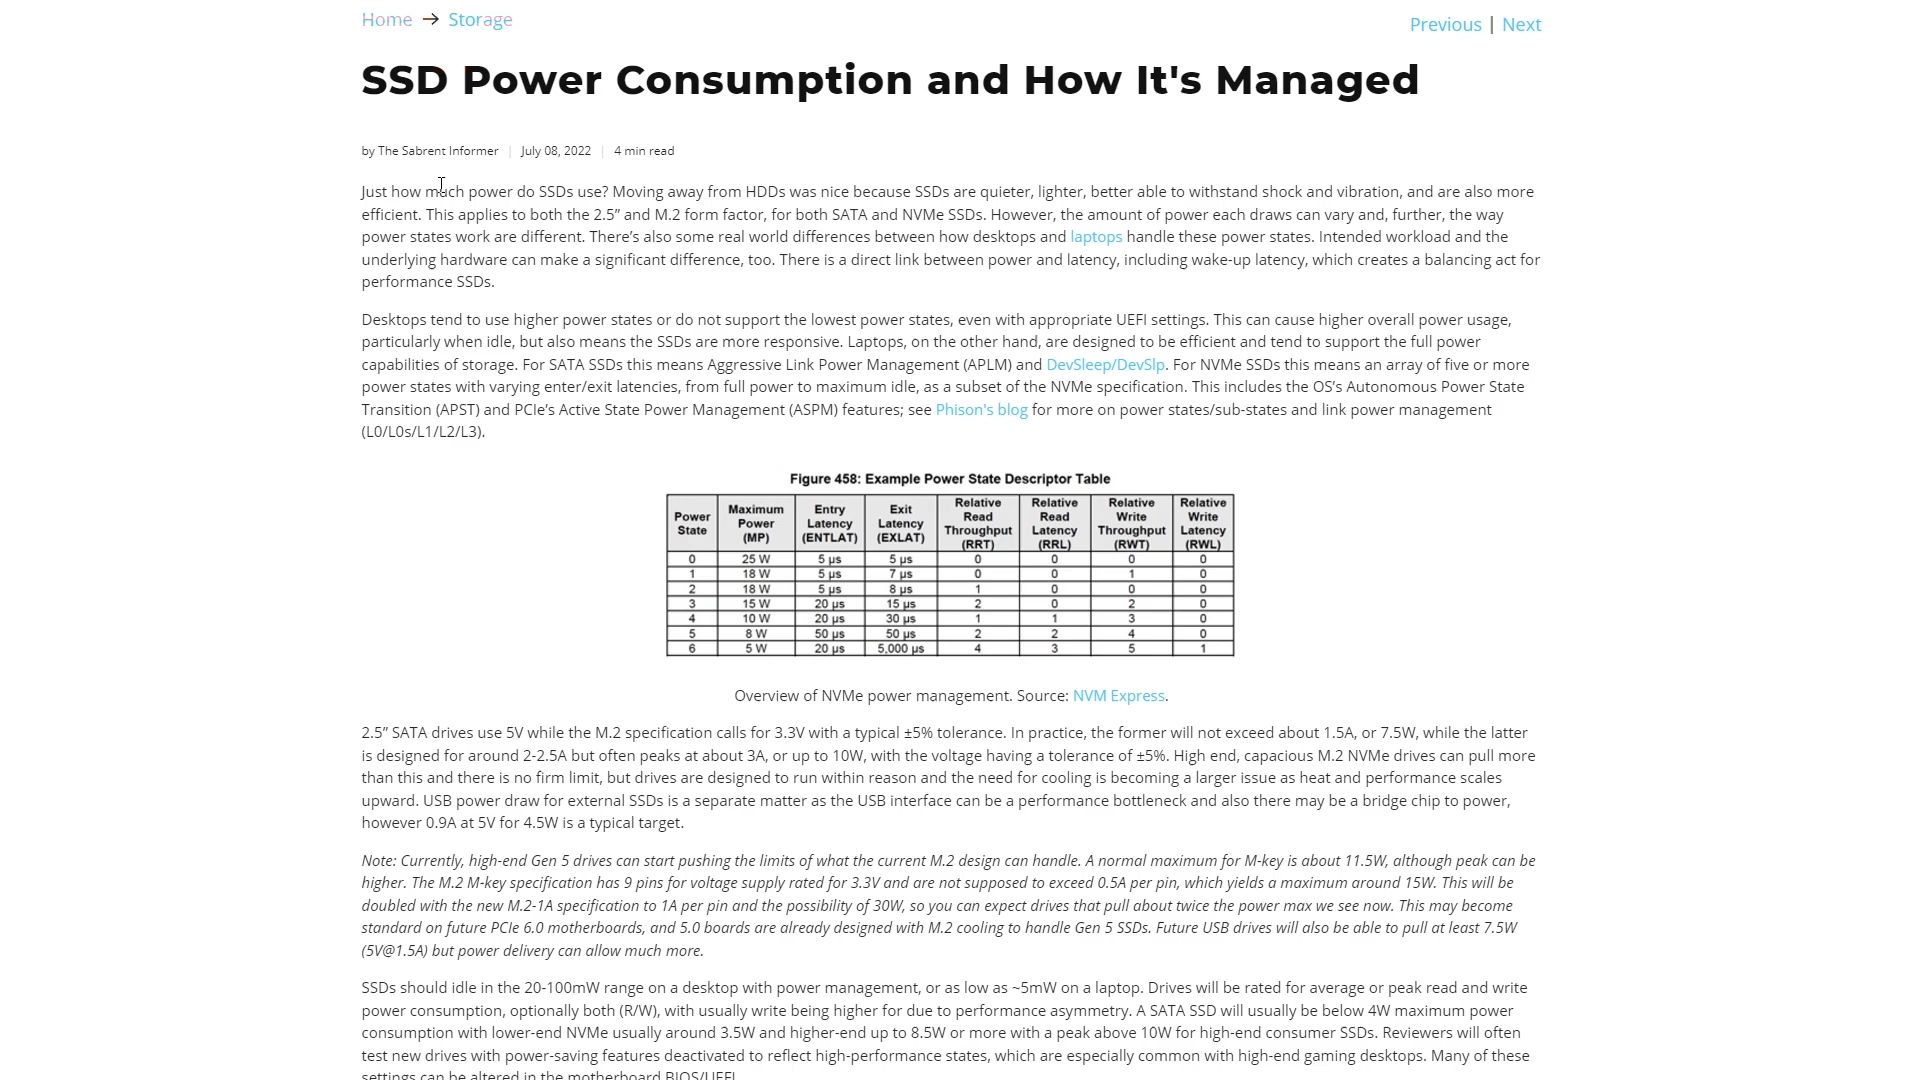 Home → Storage
Previous | Next
SSD Power Consumption and How It's Managed
by The Sabrent Informer | July 08, 2022 | 4 min read
Just how much power do SSDs use? Moving away from HDDs was nice because SSDs are quieter, lighter, better able to withstand shock and vibration, and are also more
efficient. This applies to both the 2.5” and M.2 form factor, for both SATA and NVMe SSDs. However, the amount of power each draws can vary and, further, the way
power states work are different. There’s also some real world differences between how desktops and laptops handle these power states. Intended workload and the
underlying hardware can make a significant difference, too. There is a direct link between power and latency, including wake-up latency, which creates a balancing act for
performance SSDs.
Desktops tend to use higher power states or do not support the lowest power states, even with appropriate UEFI settings. This can cause higher overall power usage,
particularly when idle, but also means the SSDs are more responsive. Laptops, on the other hand, are designed to be efficient and tend to support the full power
capabilities of storage. For SATA SSDs this means Aggressive Link Power Management (APLM) and DevSleep/DevSlp. For NVMe SSDs this means an array of five or more
power states with varying enter/exit latencies, from full power to maximum idle, as a subset of the NVMe specification. This includes the OS’s Autonomous Power State
Transition (APST) and PCIe’s Active State Power Management (ASPM) features; see Phison's blog for more on power states/sub-states and link power management
(L0/L0s/L1/L2/L3).
Figure 458: Example Power State Descriptor Table
Power State | Maximum Power (MP) | Entry Latency (ENTLAT) | Exit Latency (EXLAT) | Relative Read Throughput (RRT) | Relative Read Latency (RRL) | Relative Write Throughput (RWT) | Relative Write Latency (RWL)
0 25 W 5 µs 5 µs 0 0 0 0
1 18 W 5 µs 7 µs 0 0 1 0
2 18 W 5 µs 8 µs 1 0 0 0
3 15 W 20 µs 15 µs 2 0 2 0
4 10 W 20 µs 30 µs 1 1 3 0
5 8 W 50 µs 50 µs 2 2 4 0
6 5 W 20 µs 5,000 µs 4 3 5 1
Overview of NVMe power management. Source: NVM Express.
2.5” SATA drives use 5V while the M.2 specification calls for 3.3V with a typical ±5% tolerance. In practice, the former will not exceed about 1.5A, or 7.5W, while the latter
is designed for around 2-2.5A but often peaks at about 3A, or up to 10W, with the voltage having a tolerance of ±5%. High end, capacious M.2 NVMe drives can pull more
than this and there is no firm limit, but drives are designed to run within reason and the need for cooling is becoming a larger issue as heat and performance scales
upward. USB power draw for external SSDs is a separate matter as the USB interface can be a performance bottleneck and also there may be a bridge chip to power,
however 0.9A at 5V for 4.5W is a typical target.
Note: Currently, high-end Gen 5 drives can start pushing the limits of what the current M.2 design can handle. A normal maximum for M-key is about 11.5W, although peak can be
higher. The M.2 M-key specification has 9 pins for voltage supply rated for 3.3V and are not supposed to exceed 0.5A per pin, which yields a maximum around 15W. This will be
doubled with the new M.2-1A specification to 1A per pin and the possibility of 30W, so you can expect drives that pull about twice the power max we see now. This may become
standard on future PCIe 6.0 motherboards, and 5.0 boards are already designed with M.2 cooling to handle Gen 5 SSDs. Future USB drives will also be able to pull at least 7.5W
(5V@1.5A) but power delivery can allow much more.
SSDs should idle in the 20-100mW range on a desktop with power management, or as low as ~5mW on a laptop. Drives will be rated for average or peak read and write
power consumption, optionally both (R/W), with usually write being higher for due to performance asymmetry. A SATA SSD will usually be below 4W maximum power
consumption with lower-end NVMe usually around 3.5W and higher-end up to 8.5W or more with a peak above 10W for high-end consumer SSDs. Reviewers will often
test new drives with power-saving features deactivated to reflect high-performance states, which are especially common with high-end gaming desktops. Many of these
settings can be altered in the motherboard BIOS/UEFI.